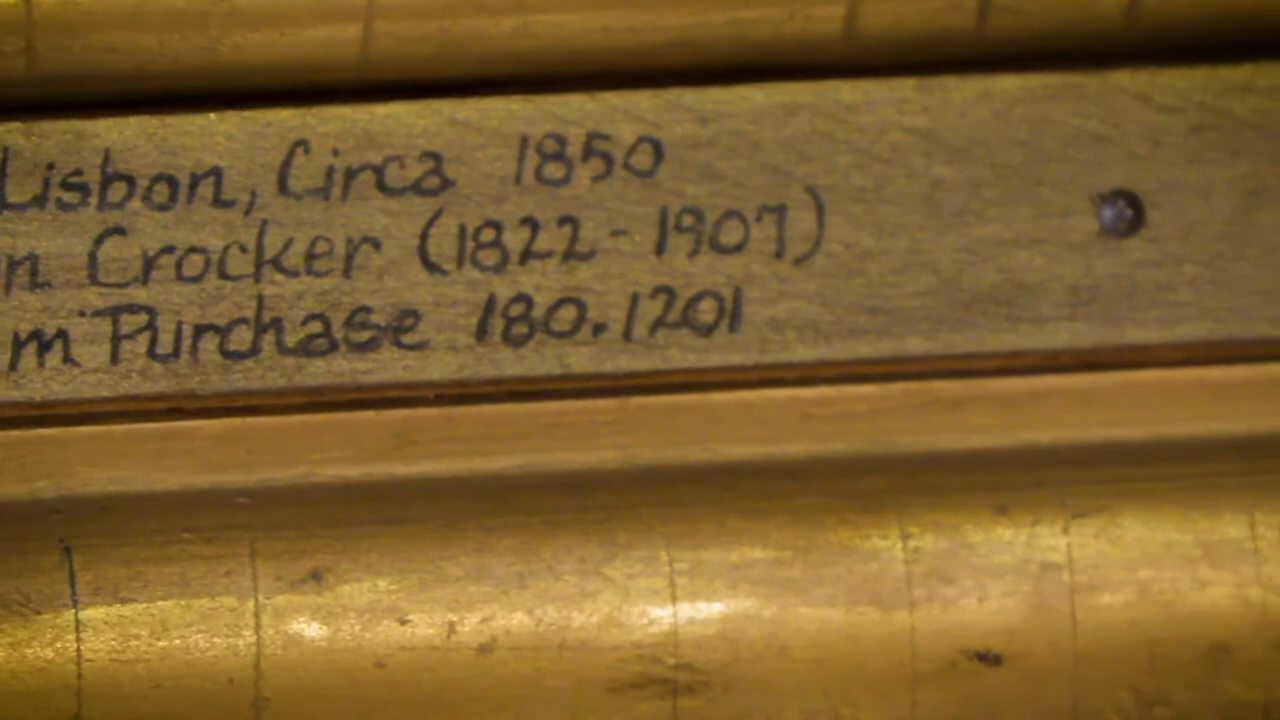 Lisbon, Circa 1850
n Crocker (1822-1907)
m Purchase 180.1201